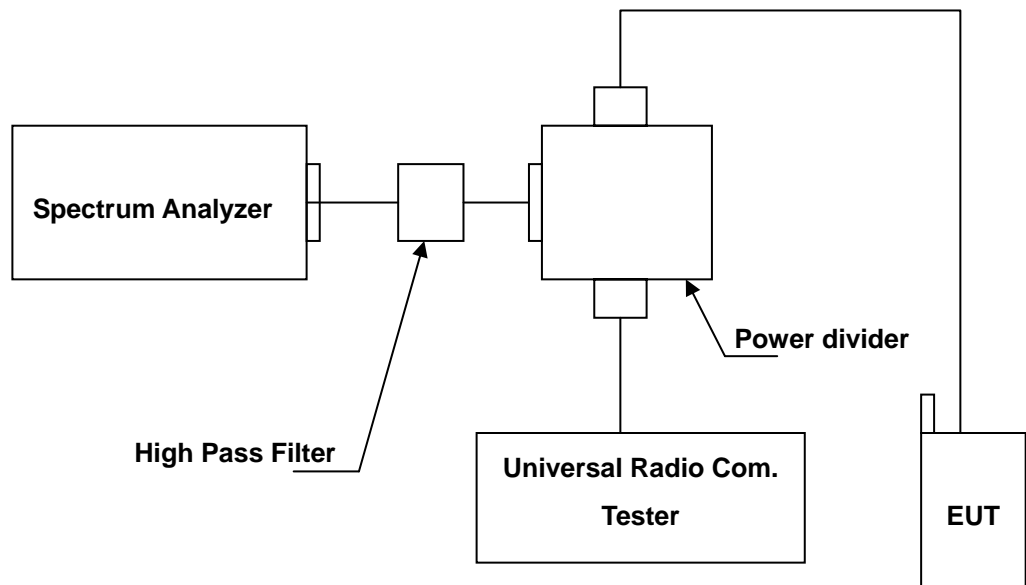 Spectrum Analyzer
Power divider
High Pass Filter
Universal Radio Com.
Tester
EUT